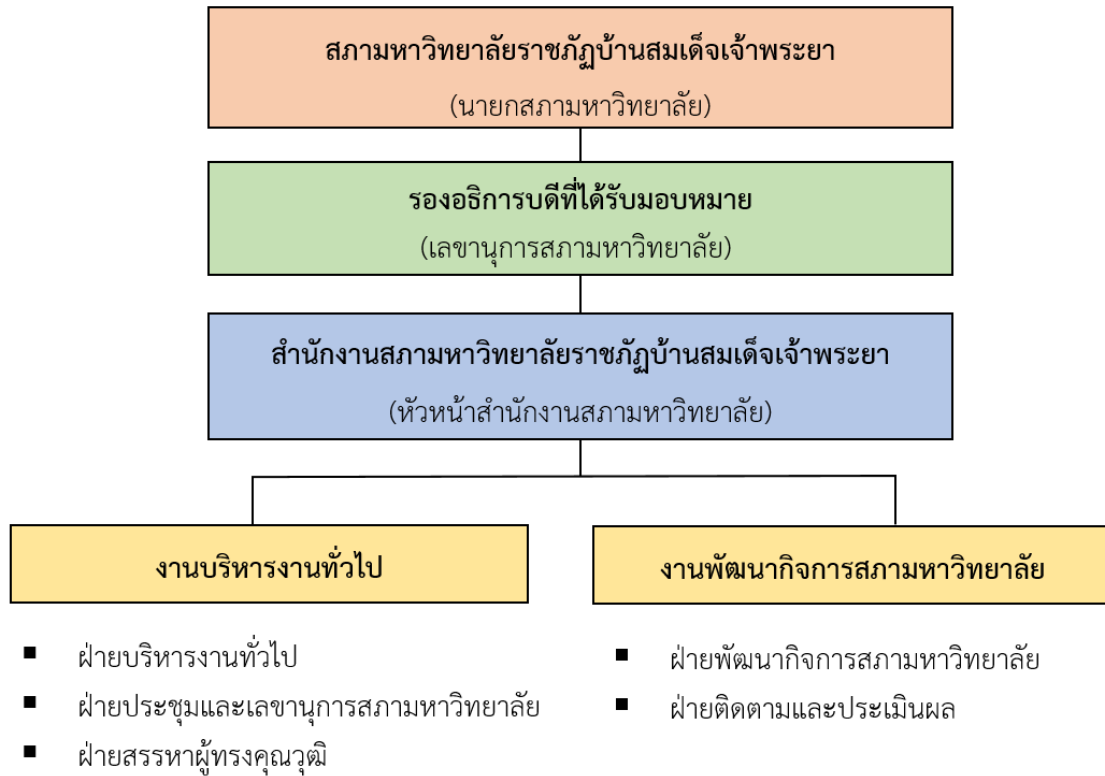 สภามหาวิทยาลัยราชภัฏบ้านสมเด็จเจ้าพระยา
(นายกสภามหาวิทยาลัย)
รองอธิการบดีที่ได้รับมอบหมาย
(เลขานุการสภามหาวิทยาลัย)
สำนักงานสภามหาวิทยาลัยราชภัฏบ้านสมเด็จเจ้าพระยา
(หัวหน้าสำนักงานสภามหาวิทยาลัย)
งานบริหารงานทั่วไป
▪ ฝ่ายบริหารงานทั่วไป
▪ ฝ่ายประชุมและเลขานุการสภามหาวิทยาลัย
▪ ฝ่ายสรรหาผู้ทรงคุณวุฒิ
งานพัฒนากิจการสภามหาวิทยาลัย
▪ ฝ่ายพัฒนากิจการสภามหาวิทยาลัย
▪ ฝ่ายติดตามและประเมินผล